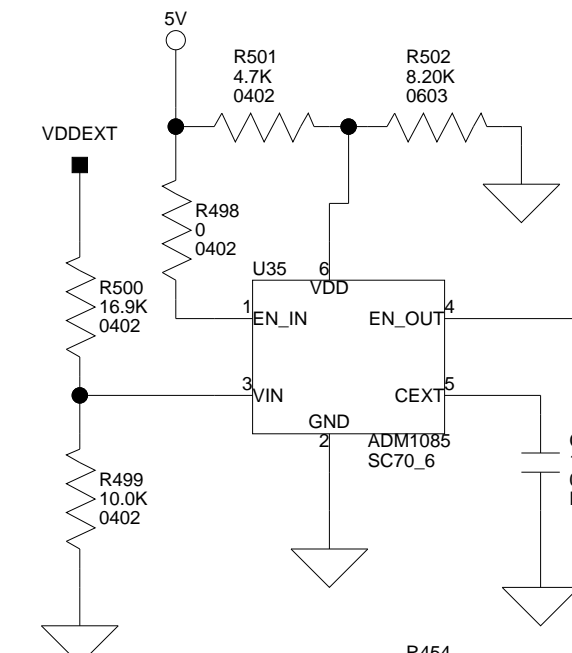 5V
R501
4.7K
0402
R502
8.20K
0603
VDDEXT
R498
0
0402
U35
6
VDD
R500
16.9K
0402
1
EN_IN
EN_OUT
4
3
VIN
CEXT
5
GND
2
ADM1085
SC70_6
R499
10.0K
0402
R454